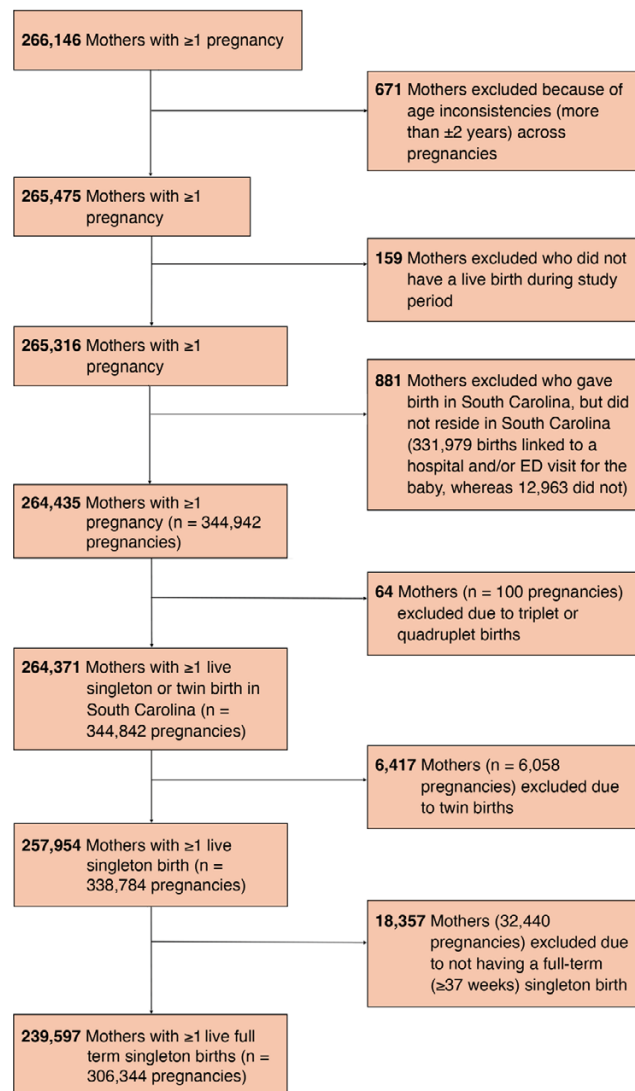 266,146 Mothers with ≥1 pregnancy
671 Mothers excluded because of
age inconsistencies (more
than ±2 years) across
pregnancies
265,475 Mothers with ≥1
pregnancy
159 Mothers excluded who did not
have a live birth during study
period
265,316 Mothers with ≥1
pregnancy
881 Mothers excluded who gave
birth in South Carolina, but did
not reside in South Carolina
(331,979 births linked to a
hospital and/or ED visit for the
baby, whereas 12,963 did not)
264,435 Mothers with ≥1
pregnancy (n = 344,942
pregnancies)
64 Mothers (n = 100 pregnancies)
excluded due to triplet or
quadruplet births
264,371 Mothers with ≥1 live
singleton or twin birth in
South Carolina (n =
344,842 pregnancies)
6,417 Mothers (n = 6,058
pregnancies) excluded due
to twin births
257,954 Mothers with ≥1 live
singleton birth (n =
338,784 pregnancies)
18,357 Mothers (32,440
pregnancies) excluded due
to not having a full-term
(≥37 weeks) singleton birth
239,597 Mothers with ≥1 live full
term singleton births (n =
306,344 pregnancies)